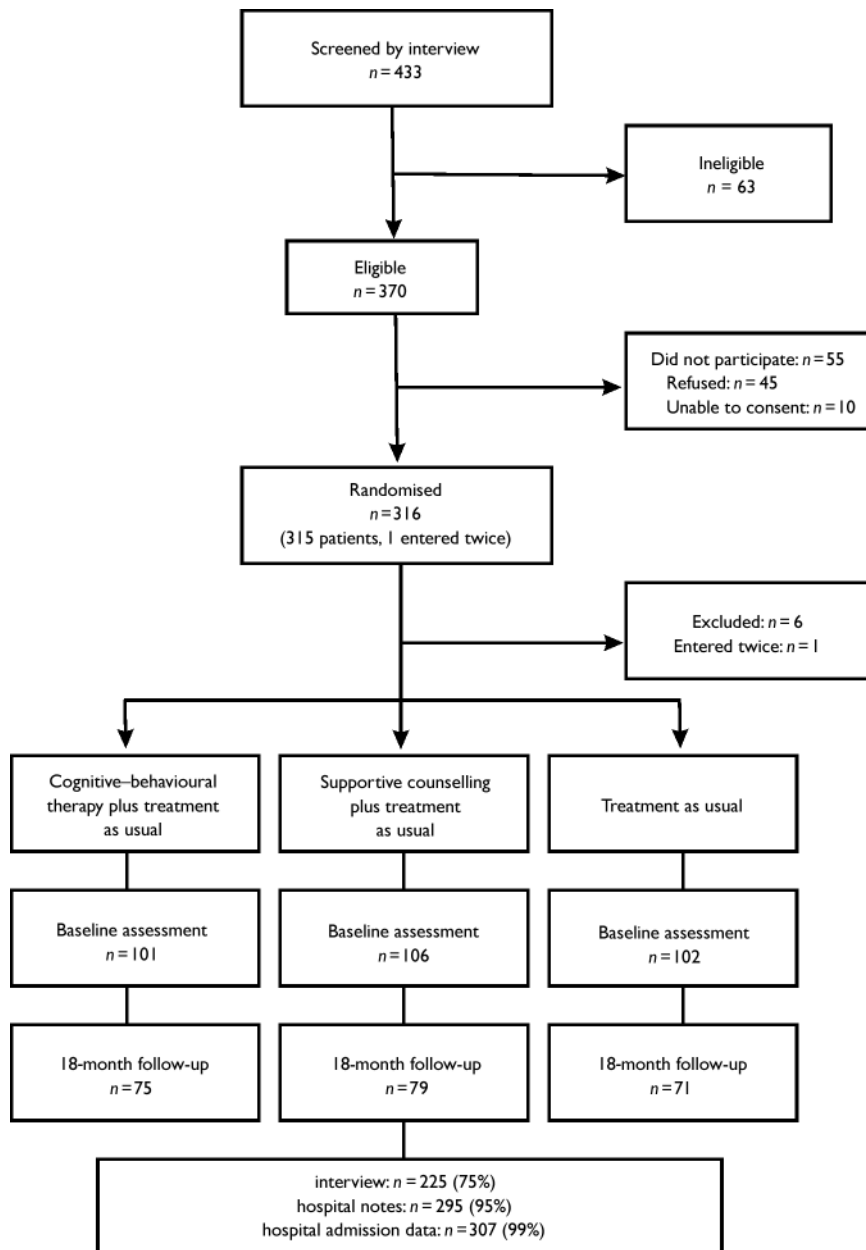 Screened by interview
n = 433
Ineligible
n = 63
Eligible
n = 370
Did not participate: n = 55
Refused: n = 45
Unable to consent: n = 10
Randomised
n = 316
(315 patients, 1 entered twice)
Excluded: n = 6
Entered twice: n = 1
Cognitive–behavioural
therapy plus treatment
as usual
Supportive counselling
plus treatment
as usual
Treatment as usual
Baseline assessment
n = 101
Baseline assessment
n = 106
Baseline assessment
n = 102
18-month follow-up
n = 75
18-month follow-up
n = 79
18-month follow-up
n = 71
interview: n = 225 (75%)
hospital notes: n = 295 (95%)
hospital admission data: n = 307 (99%)